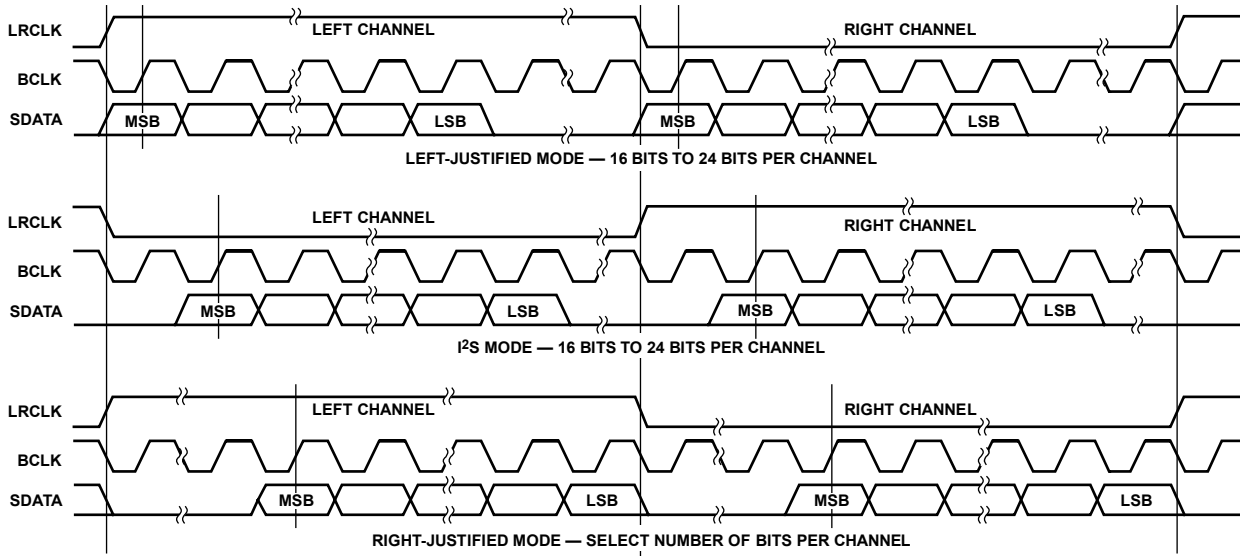 LRCLK LEFT CHANNEL RIGHT CHANNEL
BCLK
SDATA MSB LSB MSB LSB
LEFT-JUSTIFIED MODE — 16 BITS TO 24 BITS PER CHANNEL
LRCLK LEFT CHANNEL RIGHT CHANNEL
BCLK
SDATA MSB LSB MSB LSB
I²S MODE — 16 BITS TO 24 BITS PER CHANNEL
LRCLK LEFT CHANNEL RIGHT CHANNEL
BCLK
SDATA MSB LSB MSB LSB
RIGHT-JUSTIFIED MODE — SELECT NUMBER OF BITS PER CHANNEL